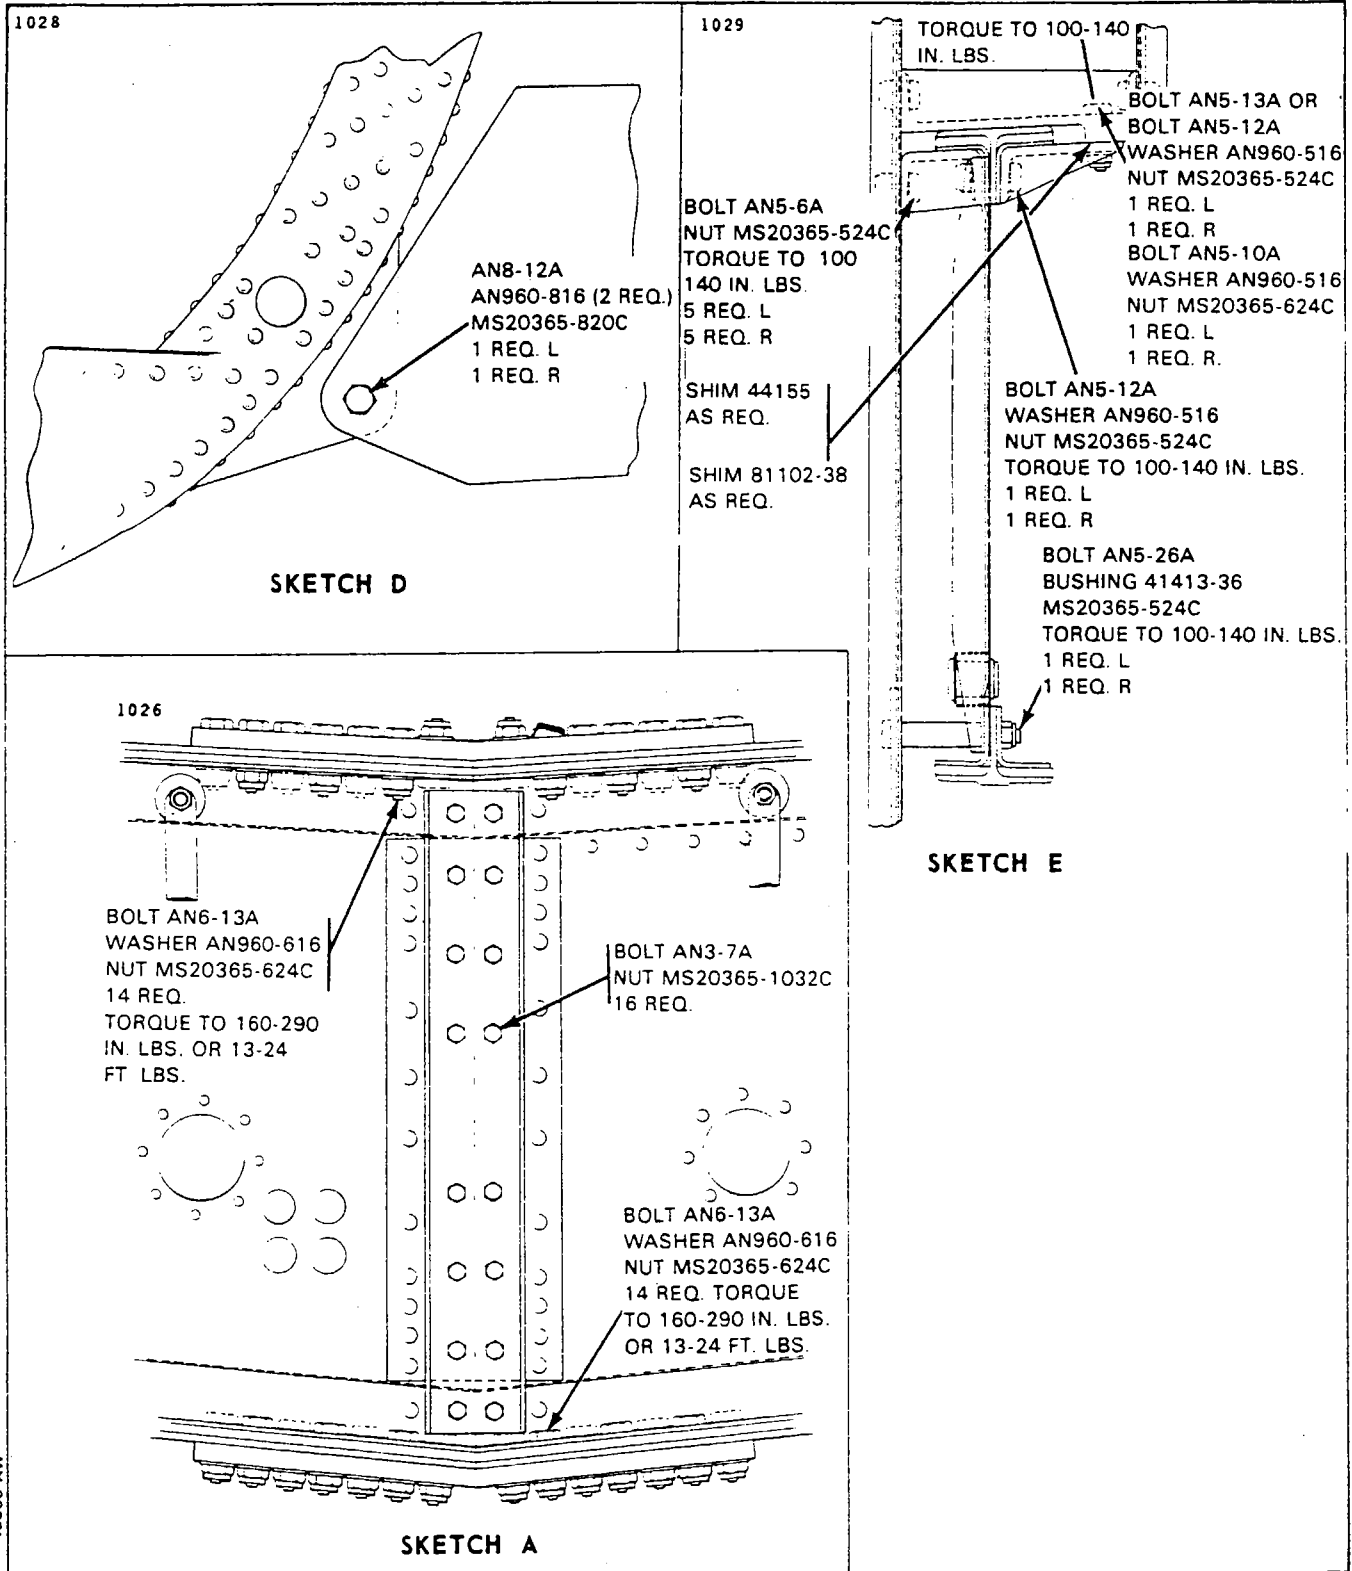 1028
AN8-12A
AN960-816 (2 REQ.)
MS20365-820C
1 REQ. L
1 REQ. R
SKETCH D
1029
TORQUE TO 100-140
IN. LBS.
BOLT AN5-13A OR
BOLT AN5-12A
WASHER AN960-516
NUT MS20365-524C
1 REQ. L
1 REQ. R
BOLT AN5-10A
WASHER AN960-516
NUT MS20365-624C
1 REQ. L
1 REQ. R.
BOLT AN5-6A
NUT MS20365-524C
TORQUE TO 100
140 IN. LBS.
5 REQ. L
5 REQ. R
SHIM 44155
AS REQ.
SHIM 81102-38
AS REQ.
BOLT AN5-12A
WASHER AN960-516
NUT MS20365-524C
TORQUE TO 100-140 IN. LBS.
1 REQ. L
1 REQ. R
BOLT AN5-26A
BUSHING 41413-36
MS20365-524C
TORQUE TO 100-140 IN. LBS.
1 REQ. L
1 REQ. R
SKETCH E
1026
BOLT AN6-13A
WASHER AN960-616
NUT MS20365-624C
14 REQ.
TORQUE TO 160-290
IN. LBS. OR 13-24
FT LBS.
BOLT AN3-7A
NUT MS20365-1032C
16 REQ.
BOLT AN6-13A
WASHER AN960-616
NUT MS20365-624C
14 REQ. TORQUE
TO 160-290 IN. LBS.
OR 13-24 FT. LBS.
SKETCH A